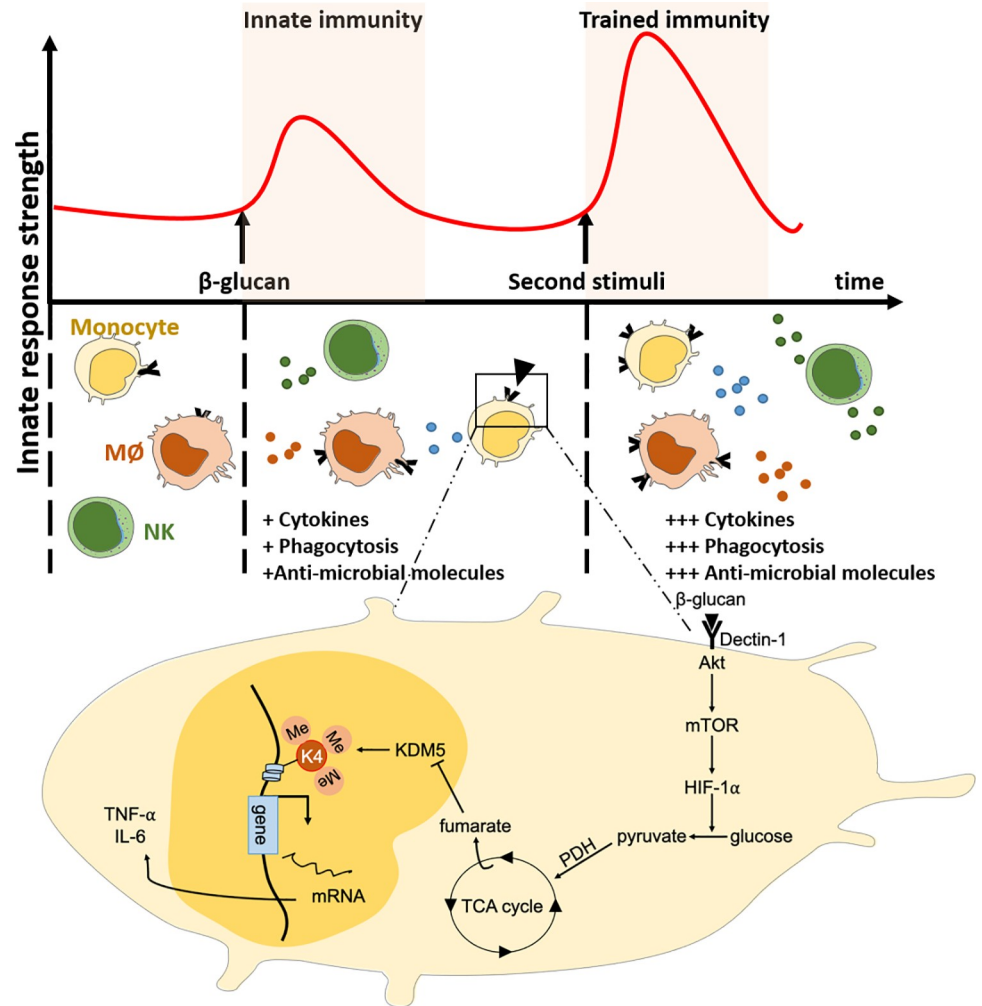 Innate immunity
Trained immunity
Innate response strength
β-glucan
Second stimuli
time
Monocyte
MØ
NK
+ Cytokines
+ Phagocytosis
+Anti-microbial molecules
+++ Cytokines
+++ Phagocytosis
+++ Anti-microbial molecules
β-glucan
Dectin-1
Akt
mTOR
HIF-1α
glucose
pyruvate
PDH
TCA cycle
fumarate
KDM5
Me
Me
Me
K4
gene
mRNA
TNF-α
IL-6